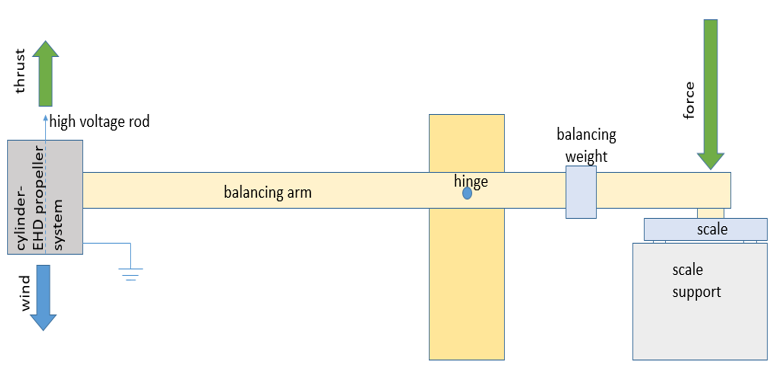 thrust
high voltage rod
cylinder-
EHD propeller
system
wind
balancing arm
hinge
balancing
weight
force
scale
scale
support